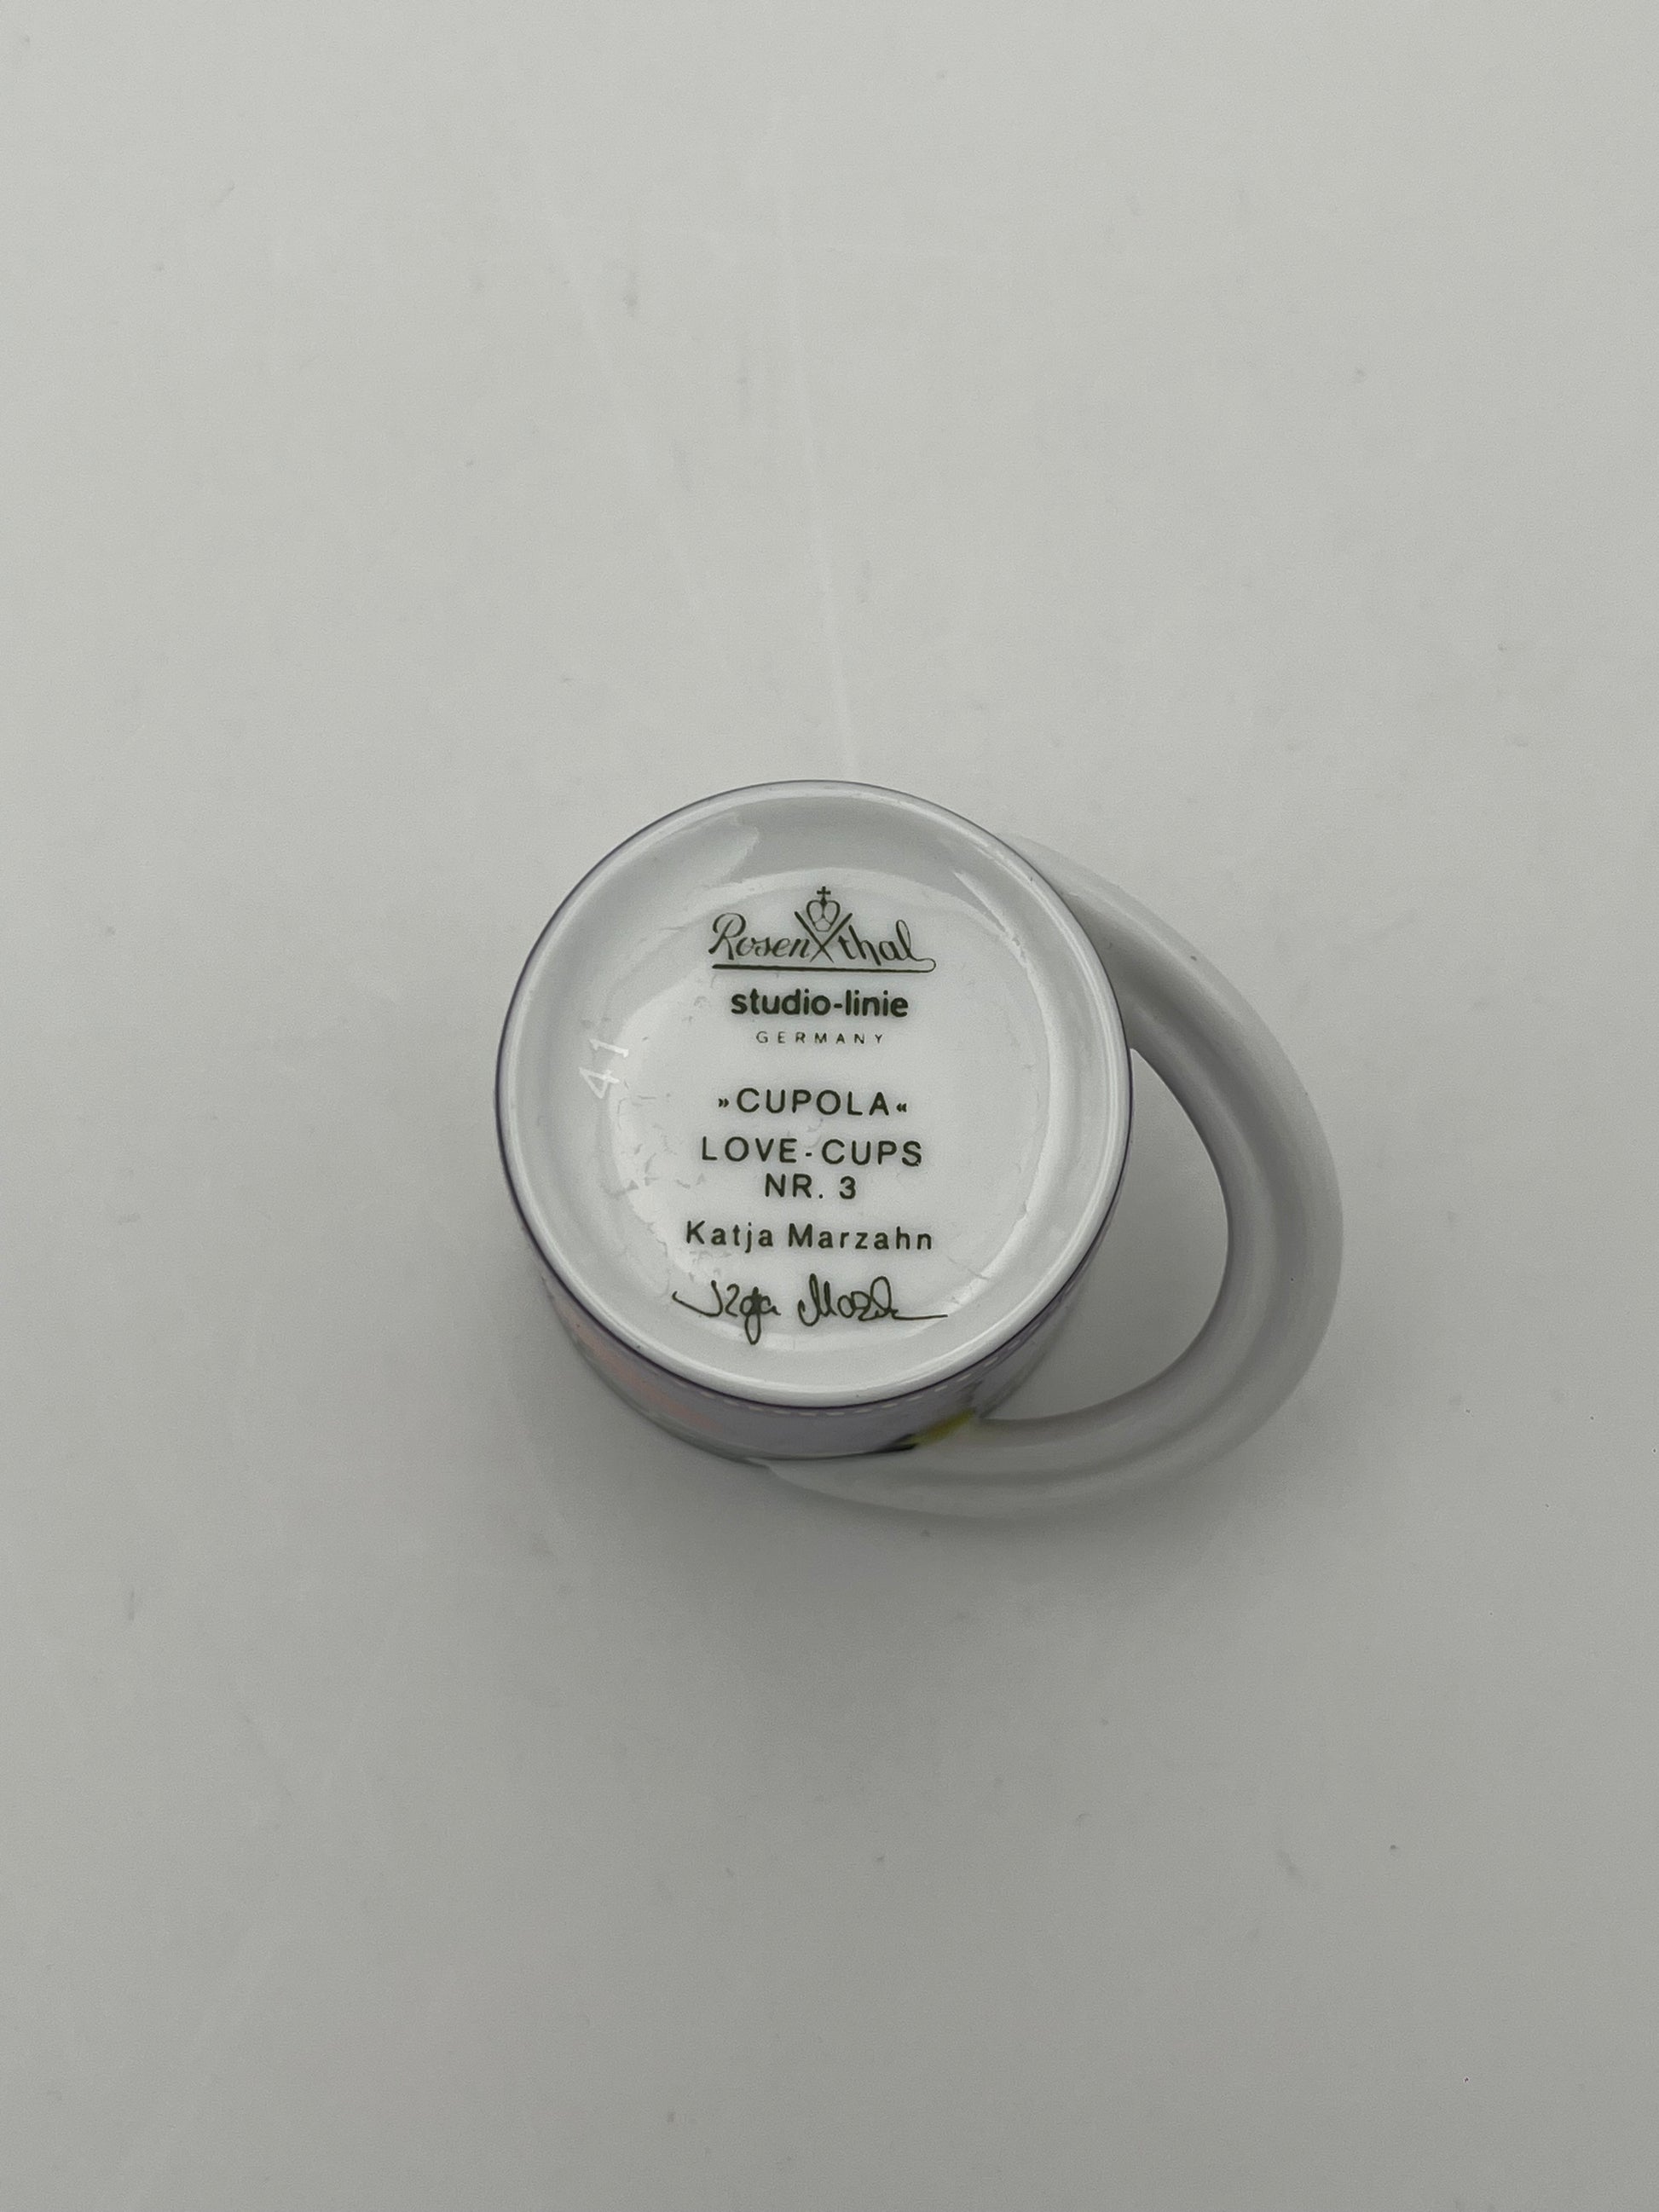 Rosenthal
studio-linie
GERMANY
»CUPOLA«
LOVE-CUPS
NR. 3
Katja Marzahn
41